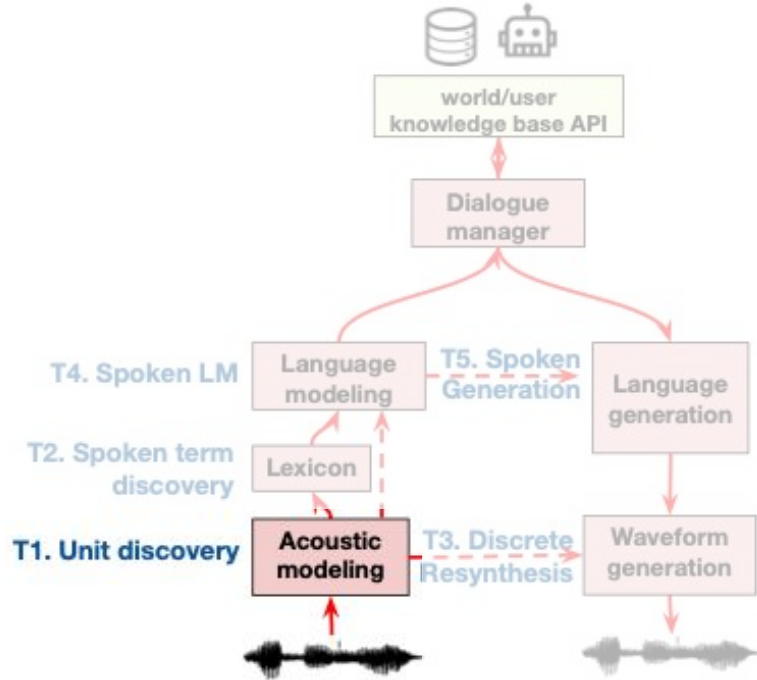 world/user
knowledge base API
Dialogue
manager
T4. Spoken LM
Language
modeling
T5. Spoken
Generation
Language
generation
T2. Spoken term
discovery
Lexicon
T1. Unit discovery
Acoustic
modeling
T3. Discrete
Resynthesis
Waveform
generation